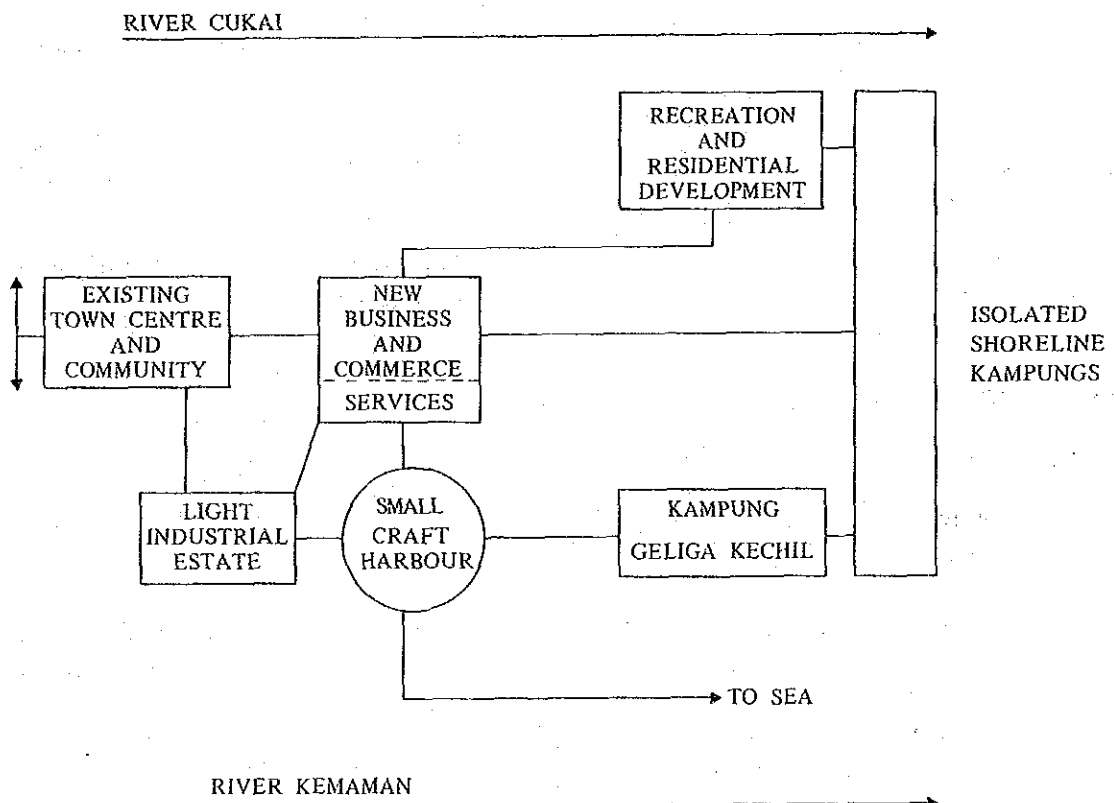 RIVER CUKAI
RECREATION
AND
RESIDENTIAL
DEVELOPMENT
EXISTING
TOWN CENTRE
AND
COMMUNITY
NEW
BUSINESS
AND
COMMERCE
SERVICES
ISOLATED
SHORELINE
KAMPUNGS
LIGHT
INDUSTRIAL
ESTATE
SMALL
CRAFT
HARBOUR
KAMPUNG
GELIGA KECHIL
TO SEA
RIVER KEMAMAN